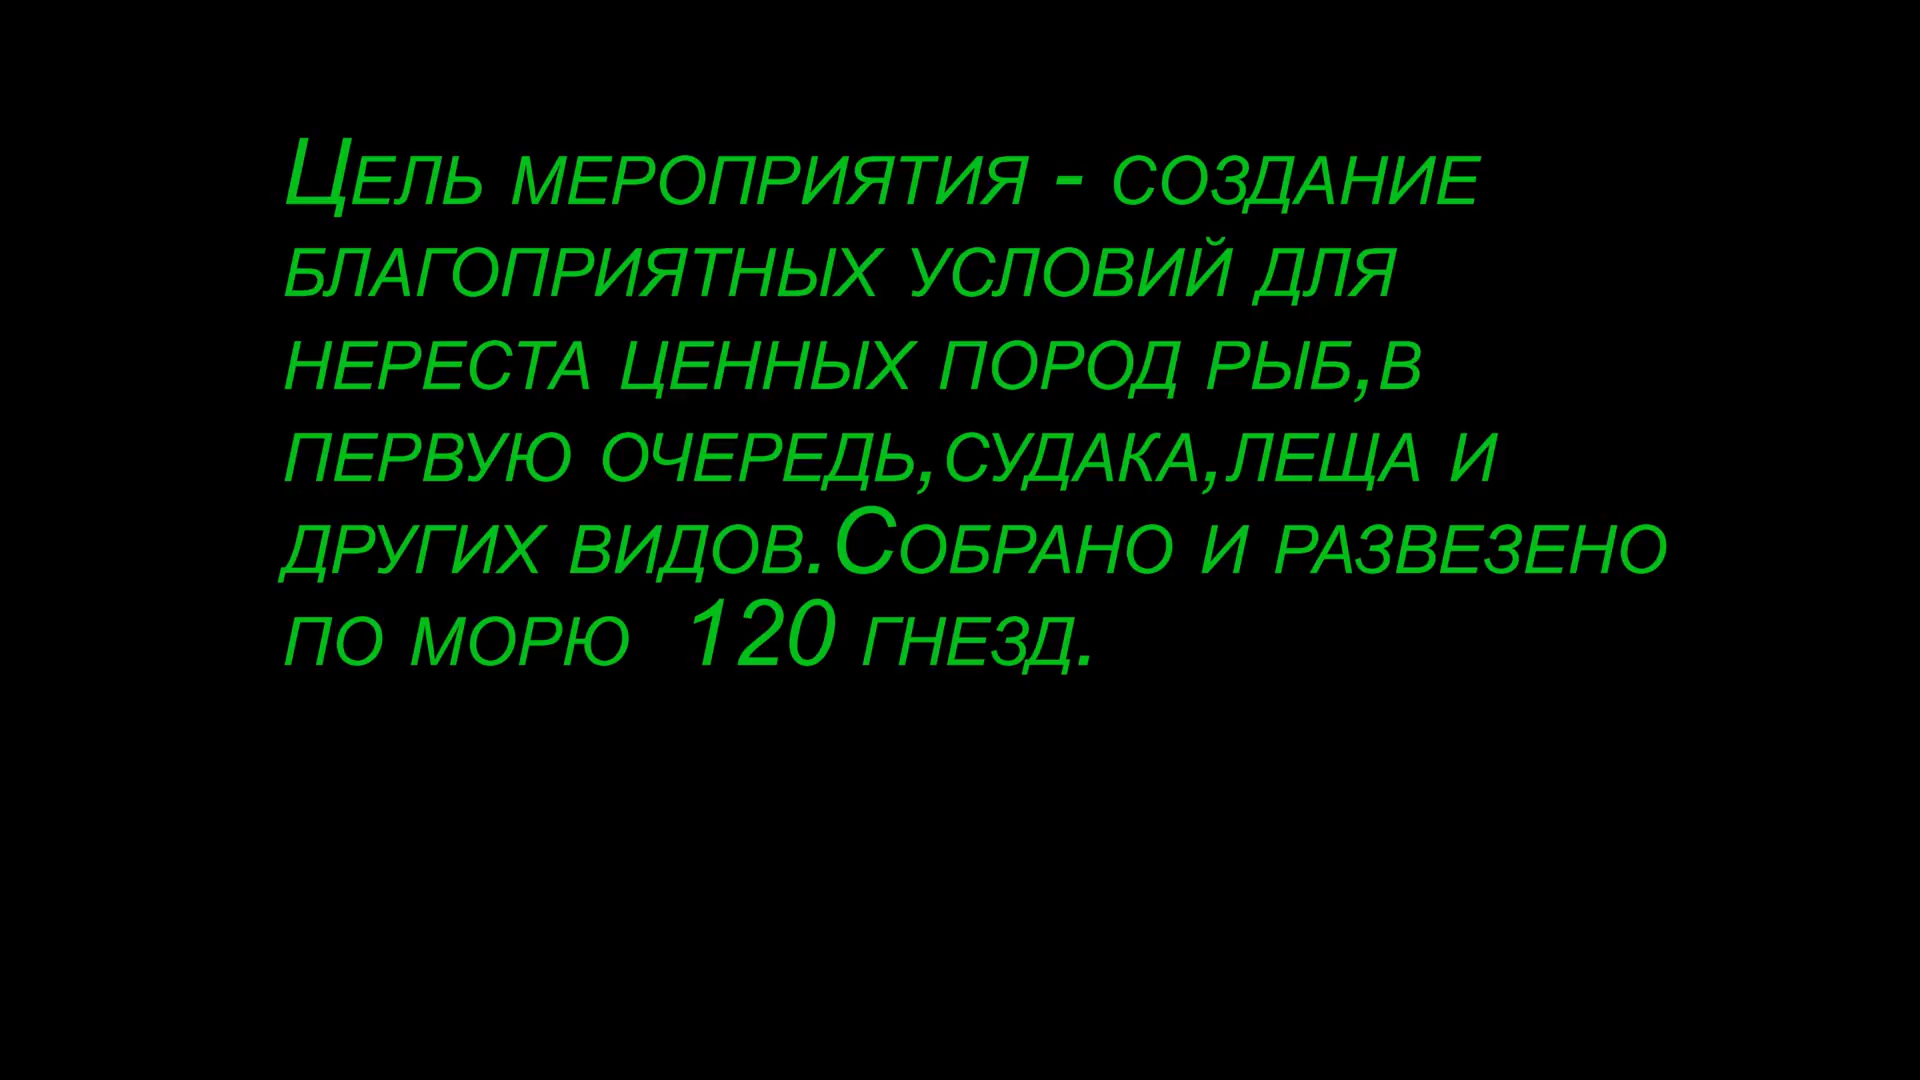 Цель мероприятия - создание
благоприятных условий для
нереста ценных пород рыб,в
первую очередь,судака,леща и
других видов.Собрано и развезено
по морю  120 гнезд.